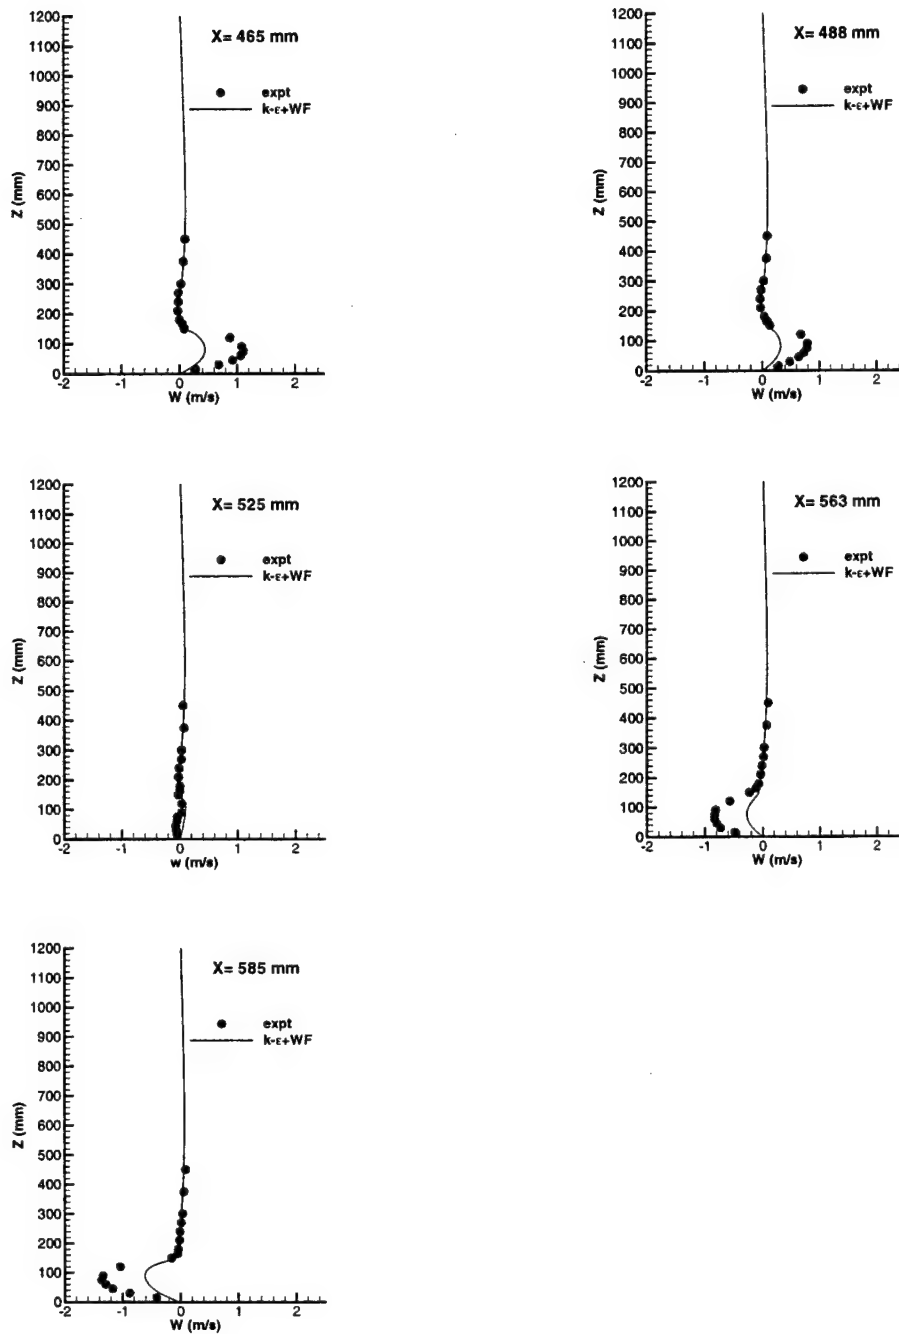 1200
1100
1000
900
800
700
600
500
400
300
200
100
0
Z (mm)
X= 465 mm
expt
k-ε+WF
-2 -1 0 1 2
W (m/s)
1200
1100
1000
900
800
700
600
500
400
300
200
100
0
Z (mm)
X= 488 mm
expt
k-ε+WF
-2 -1 0 1 2
W (m/s)
1200
1100
1000
900
800
700
600
500
400
300
200
100
0
Z (mm)
X= 525 mm
expt
k-ε+WF
-2 -1 0 1 2
w (m/s)
1200
1100
1000
900
800
700
600
500
400
300
200
100
0
Z (mm)
X= 563 mm
expt
k-ε+WF
-2 -1 0 1 2
W (m/s)
1200
1100
1000
900
800
700
600
500
400
300
200
100
0
Z (mm)
X= 585 mm
expt
k-ε+WF
-2 -1 0 1 2
W (m/s)